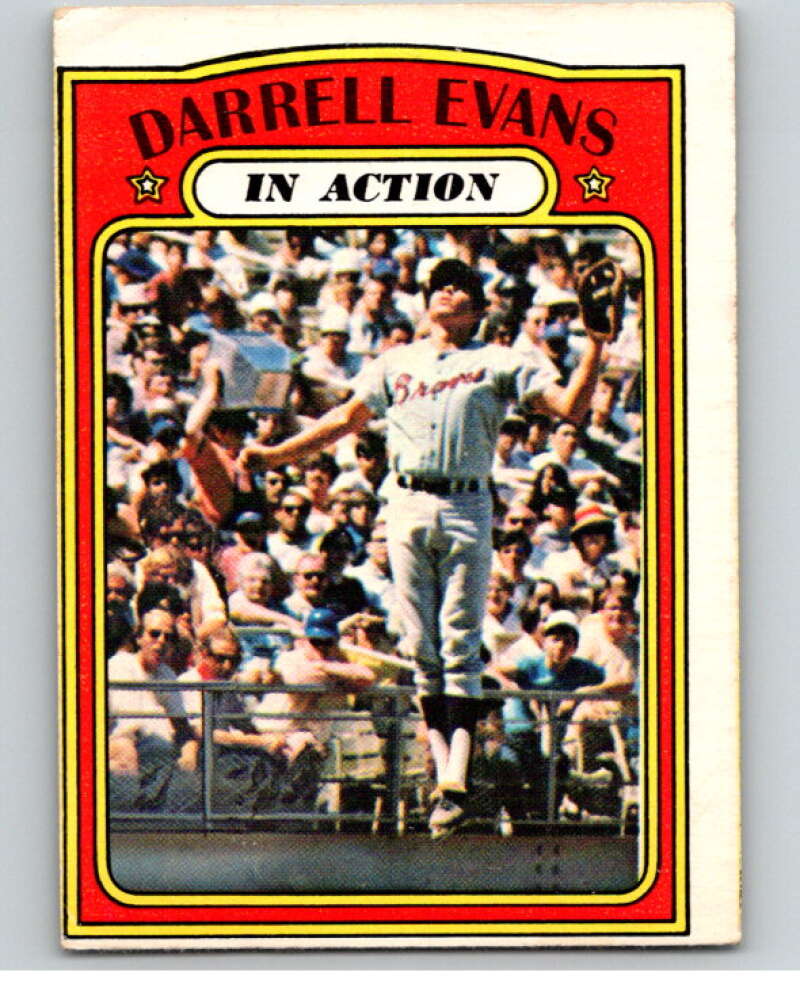 DARRELL EVANS
IN ACTION
Braves